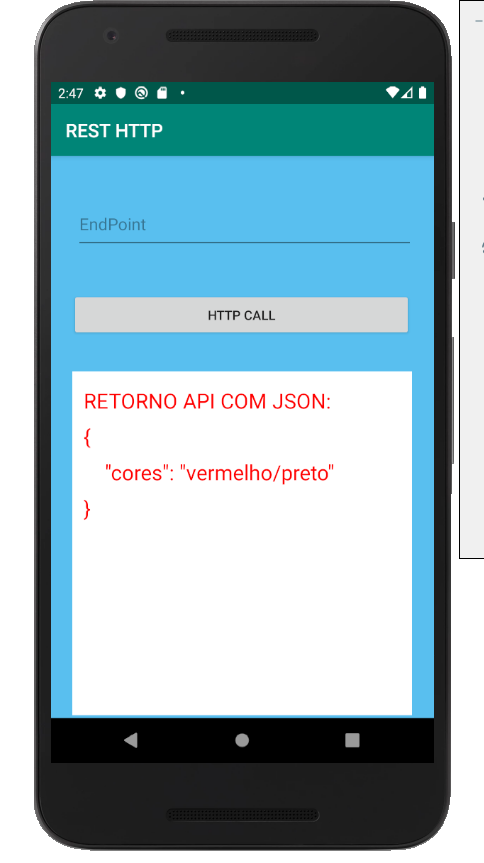 2:47
REST HTTP
EndPoint
HTTP CALL
RETORNO API COM JSON:
{
"cores": "vermelho/preto"
}